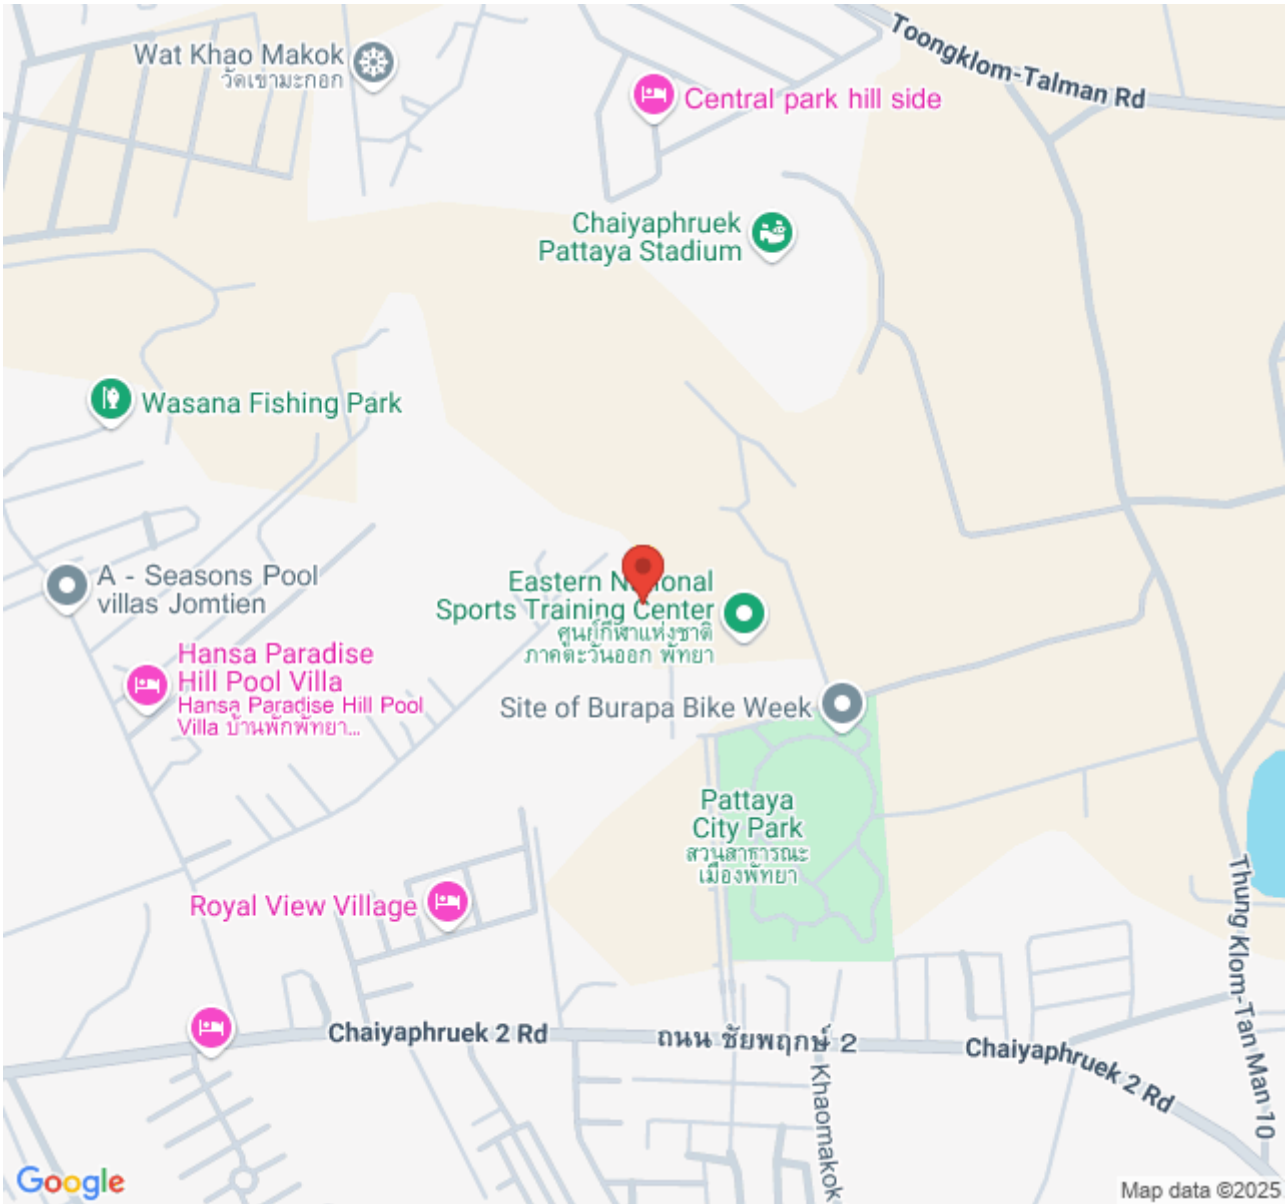 Toongklom-Talman Rd
Wat Khao Makok
วัดเขามะกอก
Central park hill side
Chaiyaphruek
Pattaya Stadium
Wasana Fishing Park
A - Seasons Pool
villas Jomtien
Eastern National
Sports Training Center
ศูนย์กีฬาแห่งชาติ
ภาคตะวันออก พัทยา
Hansa Paradise
Hill Pool Villa
Hansa Paradise Hill Pool
Villa บ้านพักพัทยา...
Site of Burapa Bike Week
Pattaya
City Park
สวนสาธารณะ
เมืองพัทยา
Royal View Village
Thung Klom-Tan Man 10
Chaiyaphruek 2 Rd
ถนน ชัยพฤกษ์ 2
Chaiyaphruek 2 Rd
Khaomakok
Google
Map data ©2025